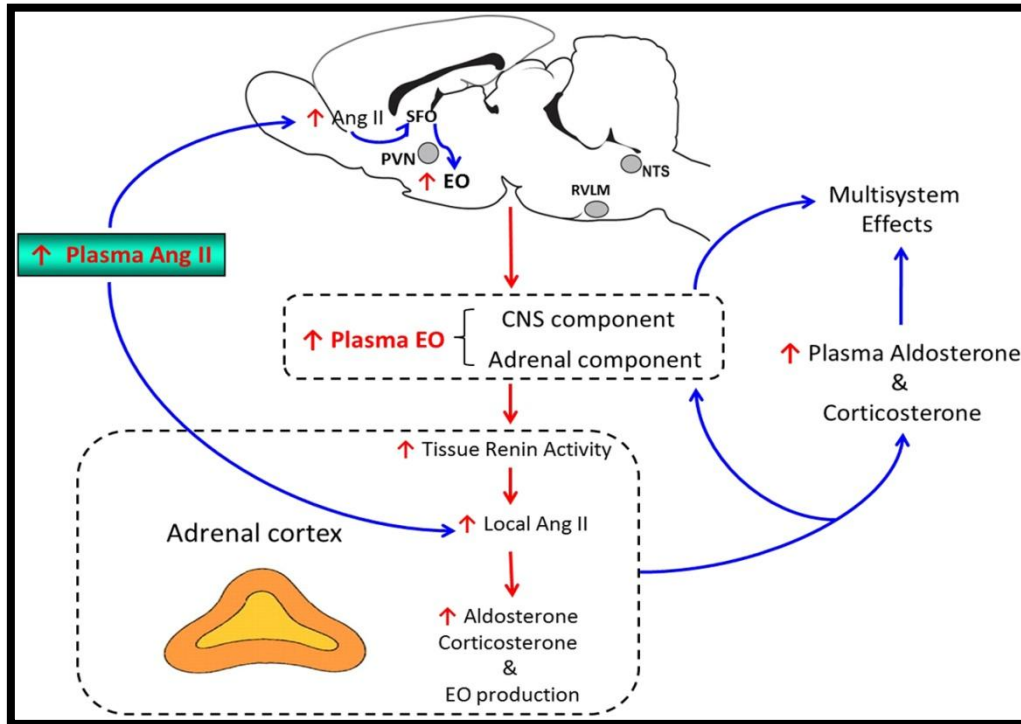 ↑ Ang II
SFO
PVN
↑ EO
NTS
RVLM
↑ Plasma Ang II
Multisystem
Effects
↑ Plasma EO
CNS component
Adrenal component
↑ Plasma Aldosterone
&
Corticosterone
↑ Tissue Renin Activity
↑ Local Ang II
Adrenal cortex
↑ Aldosterone
Corticosterone
&
EO production